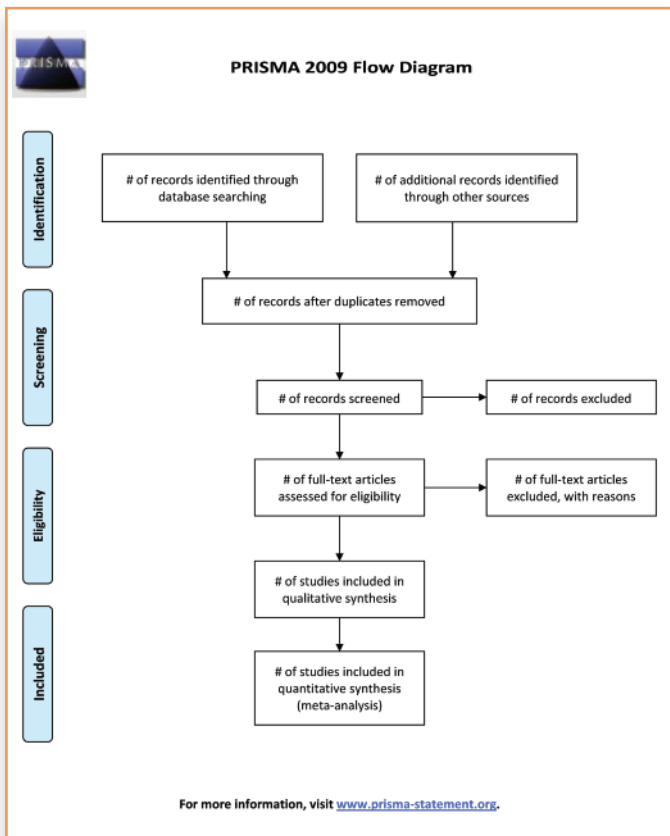 PRISMA
PRISMA 2009 Flow Diagram
Identification
# of records identified through
database searching
# of additional records identified
through other sources
# of records after duplicates removed
Screening
# of records screened
# of records excluded
Eligibility
# of full-text articles
assessed for eligibility
# of full-text articles
excluded, with reasons
# of studies included in
qualitative synthesis
Included
# of studies included in
quantitative synthesis
(meta-analysis)
For more information, visit www.prisma-statement.org.